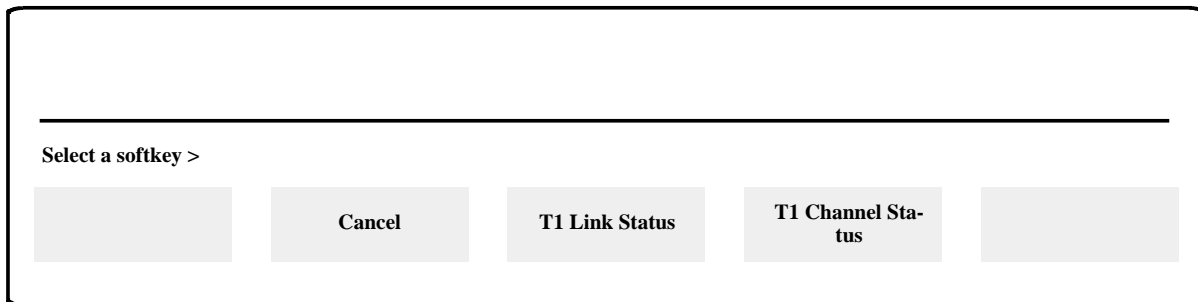 Select a softkey >
Cancel
T1 Link Status
T1 Channel Sta-
tus